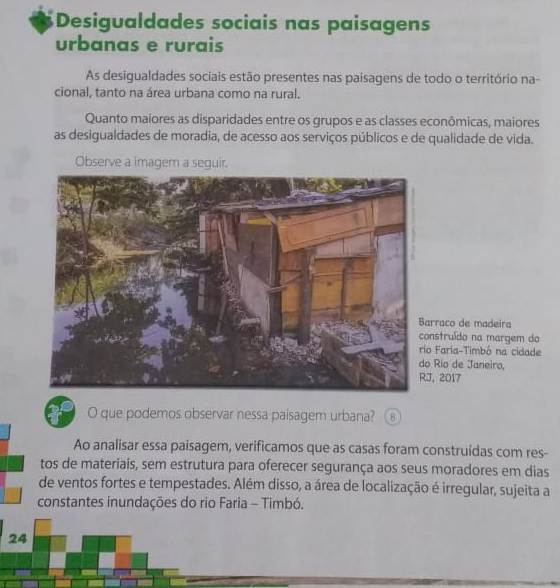 Desigualdades sociais nas paisagens
urbanas e rurais
As desigualdades sociais estão presentes nas paisagens de todo o território na-
cional, tanto na área urbana como na rural.
Quanto maiores as disparidades entre os grupos e as classes econômicas, maiores
as desigualdades de moradia, de acesso aos serviços públicos e de qualidade de vida.
Observe a imagem a seguir.
Barraco de madeira
construído na margem do
rio Faria-Timbó na cidade
do Rio de Janeiro,
RJ, 2017
O que podemos observar nessa paisagem urbana? 8
Ao analisar essa paisagem, verificamos que as casas foram construídas com res-
tos de materiais, sem estrutura para oferecer segurança aos seus moradores em dias
de ventos fortes e tempestades. Além disso, a área de localização é irregular, sujeita a
constantes inundações do rio Faria – Timbó.
24